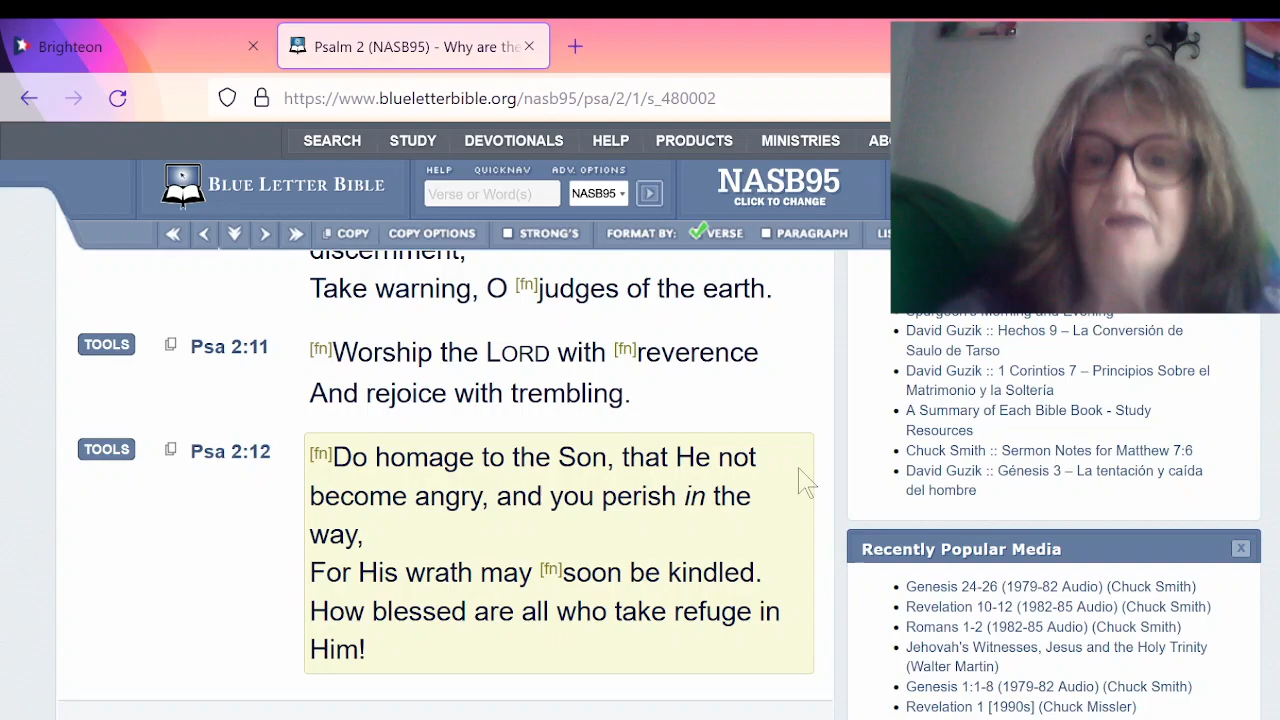 Brighteon
Psalm 2 (NASB95) - Why are the
https://www.blueletterbible.org/nasb95/psa/2/1/s_480002
SEARCH STUDY DEVOTIONALS HELP PRODUCTS MINISTRIES AB
BLUE LETTER BIBLE
HELP QUICKNAV ADV. OPTIONS
Verse or Word(s) NASB95
NASB95
CLICK TO CHANGE
COPY COPY OPTIONS STRONG'S FORMAT BY: VERSE PARAGRAPH LIS
discernment,
Take warning, O [fn]judges of the earth.
TOOLS Psa 2:11 [fn]Worship the LORD with [fn]reverence
And rejoice with trembling.
TOOLS Psa 2:12 [fn]Do homage to the Son, that He not
become angry, and you perish in the
way,
For His wrath may [fn]soon be kindled.
How blessed are all who take refuge in
Him!
Spurgeon's Morning and Evening
David Guzik :: Hechos 9 – La Conversión de
Saulo de Tarso
David Guzik :: 1 Corintios 7 – Principios Sobre el
Matrimonio y la Soltería
A Summary of Each Bible Book - Study
Resources
Chuck Smith :: Sermon Notes for Matthew 7:6
David Guzik :: Génesis 3 – La tentación y caída
del hombre
Recently Popular Media
Genesis 24-26 (1979-82 Audio) (Chuck Smith)
Revelation 10-12 (1982-85 Audio) (Chuck Smith)
Romans 1-2 (1982-85 Audio) (Chuck Smith)
Jehovah's Witnesses, Jesus and the Holy Trinity
(Walter Martin)
Genesis 1:1-8 (1979-82 Audio) (Chuck Smith)
Revelation 1 [1990s] (Chuck Missler)